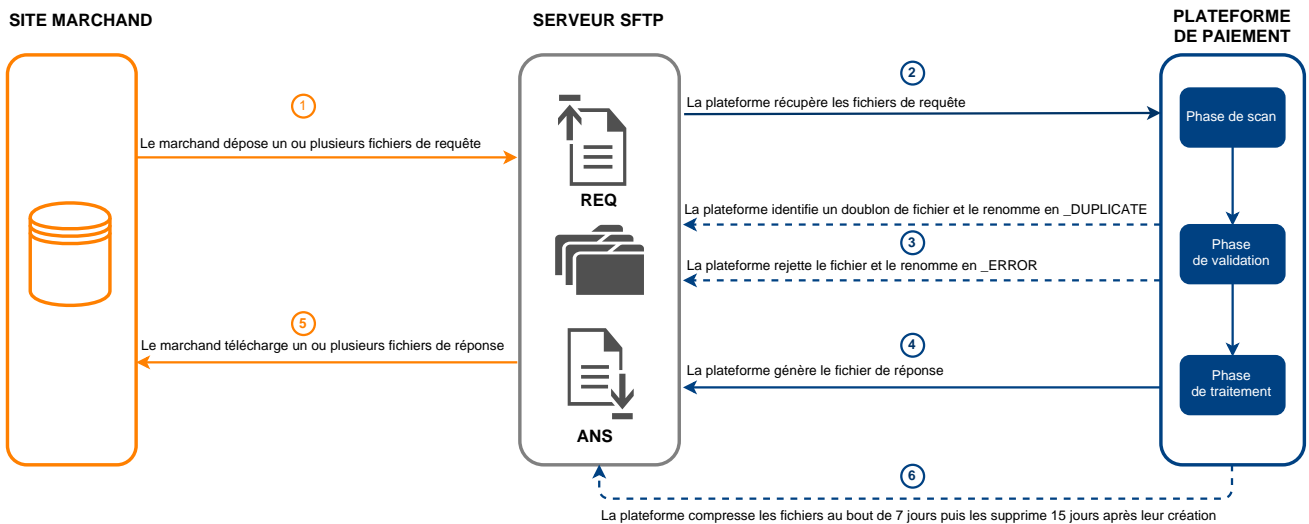 SITE MARCHAND
SERVEUR SFTP
PLATEFORME
DE PAIEMENT
1
Le marchand dépose un ou plusieurs fichiers de requête
2
La plateforme récupère les fichiers de requête
Phase de scan
REQ
La plateforme identifie un doublon de fichier et le renomme en _DUPLICATE
3
La plateforme rejette le fichier et le renomme en _ERROR
Phase
de validation
5
Le marchand télécharge un ou plusieurs fichiers de réponse
4
La plateforme génère le fichier de réponse
Phase
de traitement
ANS
6
La plateforme compresse les fichiers au bout de 7 jours puis les supprime 15 jours après leur création